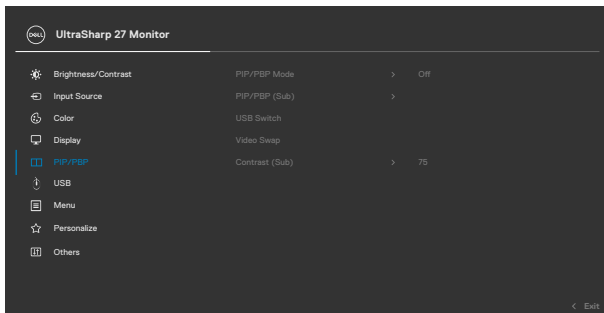 DELL UltraSharp 27 Monitor
Brightness/Contrast PIP/PBP Mode > Off
Input Source PIP/PBP (Sub) >
Color USB Switch
Display Video Swap
PIP/PBP Contrast (Sub) > 75
USB
Menu
Personalize
Others
< Exit